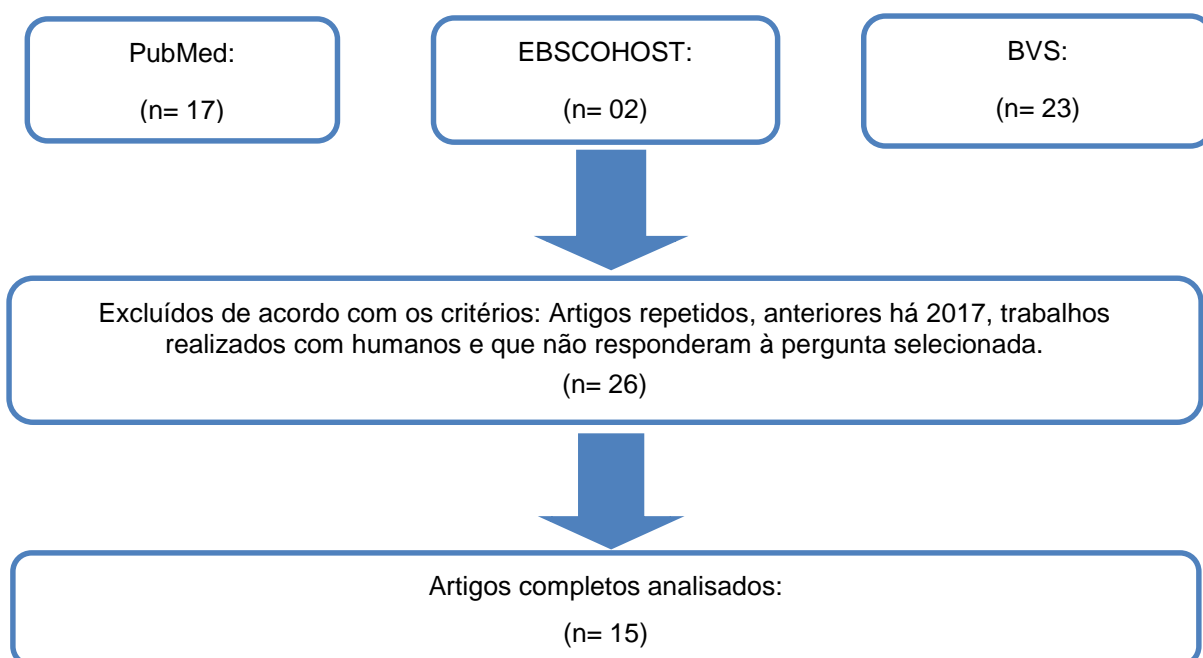 PubMed:
(n= 17)
EBSCOHOST:
(n= 02)
BVS:
(n= 23)
Excluídos de acordo com os critérios: Artigos repetidos, anteriores há 2017, trabalhos
realizados com humanos e que não responderam à pergunta selecionada.
(n= 26)
Artigos completos analisados:
(n= 15)